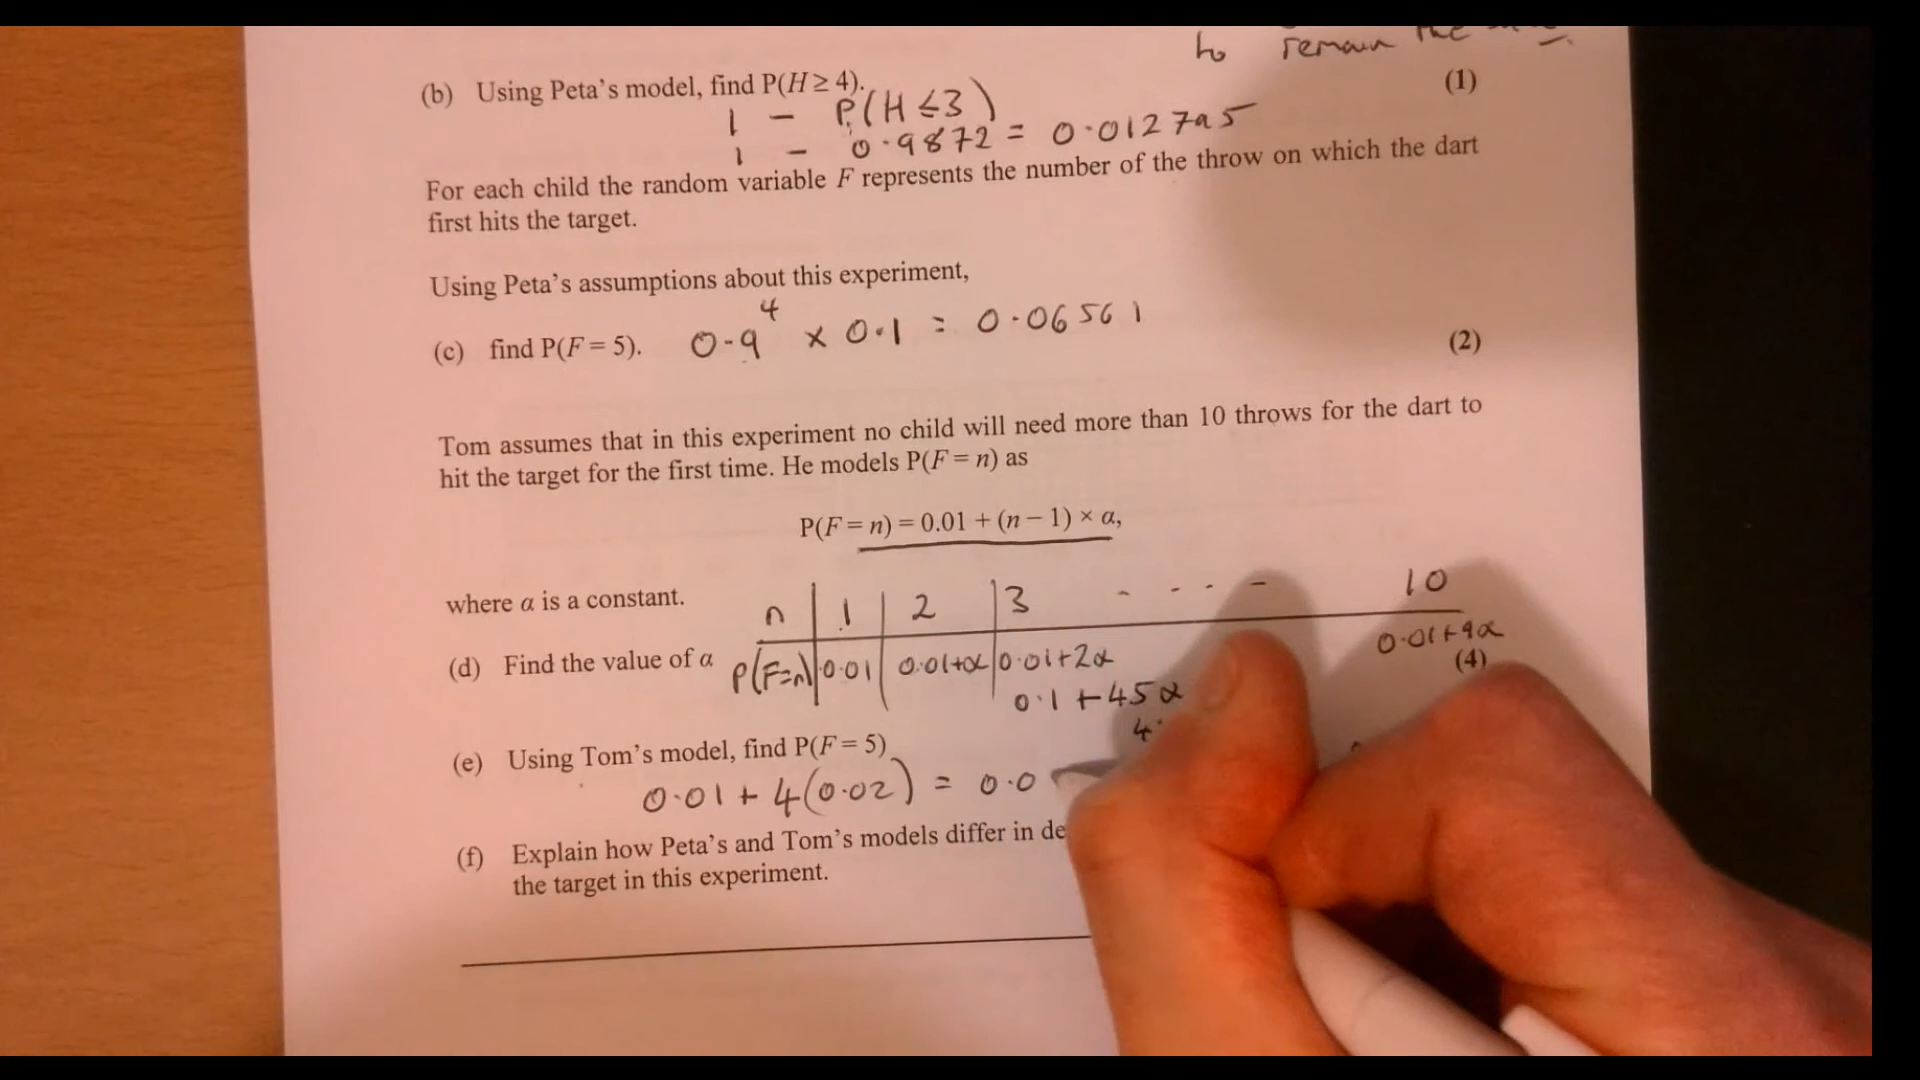 to remain the
(b) Using Peta's model, find P(H ≥ 4).
(1)
1 - P(H ≤ 3)
1 - 0.9872 = 0.012795
For each child the random variable F represents the number of the throw on which the dart
first hits the target.
Using Peta's assumptions about this experiment,
(c) find P(F = 5). 0.9⁴ × 0.1 = 0.06561
(2)
Tom assumes that in this experiment no child will need more than 10 throws for the dart to
hit the target for the first time. He models P(F = n) as
P(F = n) = 0.01 + (n − 1) × α,
where α is a constant.
n | 1 | 2 | 3 - - - - 10
(d) Find the value of α
P(F=n) | 0.01 | 0.01+α | 0.01+2α 0.01+9α
(4)
0.1 + 45α
4
(e) Using Tom's model, find P(F = 5)
0.01 + 4(0.02) = 0.0
(f) Explain how Peta's and Tom's models differ in de
the target in this experiment.